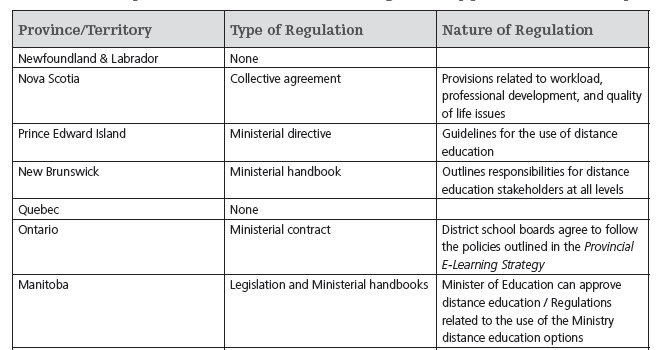 Province/Territory Type of Regulation Nature of Regulation
Newfoundland & Labrador None
Nova Scotia Collective agreement Provisions related to workload,
professional development, and quality
of life issues
Prince Edward Island Ministerial directive Guidelines for the use of distance
education
New Brunswick Ministerial handbook Outlines responsibilities for distance
education stakeholders at all levels
Quebec None
Ontario Ministerial contract District school boards agree to follow
the policies outlined in the Provincial
E-Learning Strategy
Manitoba Legislation and Ministerial handbooks Minister of Education can approve
distance education / Regulations
related to the use of the Ministry
distance education options